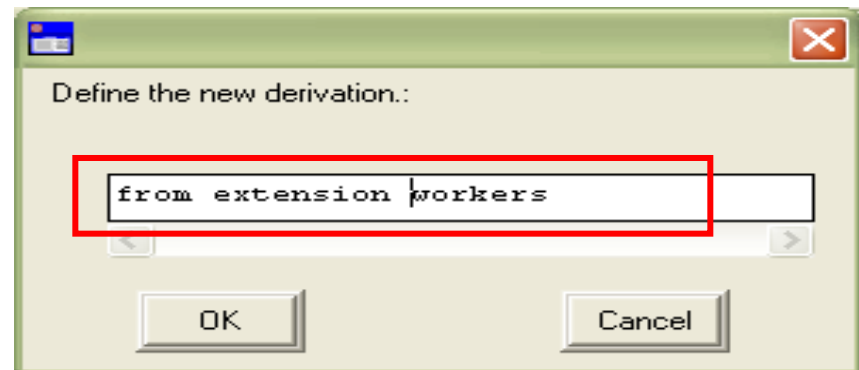 Define the new derivation.:
from extension workers
OK
Cancel